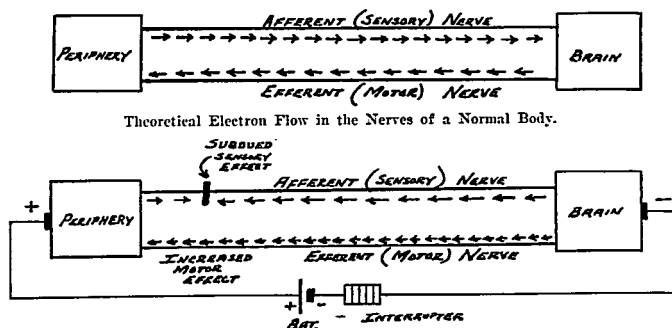 AFFERENT (SENSORY) NERVE
PERIPHERY
BRAIN
EFFERENT (MOTOR) NERVE
Theoretical Electron Flow in the Nerves of a Normal Body.
SUBDUED
SENSORY
EFFECT
AFFERENT (SENSORY) NERVE
+
PERIPHERY
BRAIN
-
INCREASED
MOTOR
EFFECT
EFFERENT (MOTOR) NERVE
+ - - INTERRUPTER
BAT.